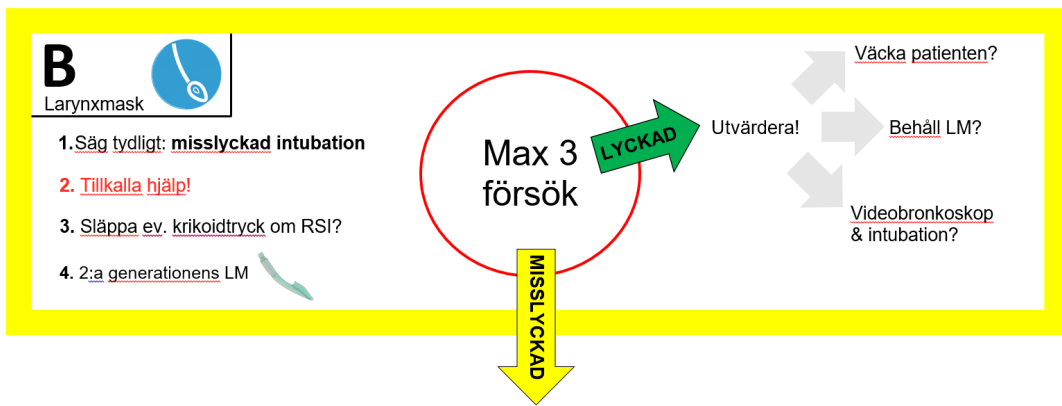 B
Larynxmask
1. Säg tydligt: misslyckad intubation
2. Tillkalla hjälp!
3. Släppa ev. krikoidtryck om RSI?
4. 2:a generationens LM
Max 3
försök
LYCKAD
MISSLYCKAD
Utvärdera!
Väcka patienten?
Behåll LM?
Videobronkoskop
& intubation?